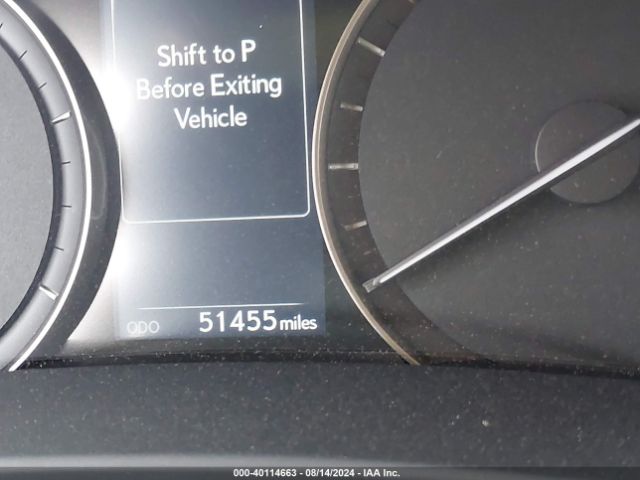 Shift to P
Before Exiting
Vehicle
ODO 51455 miles
000-40114663 - 08/14/2024 - IAA Inc.